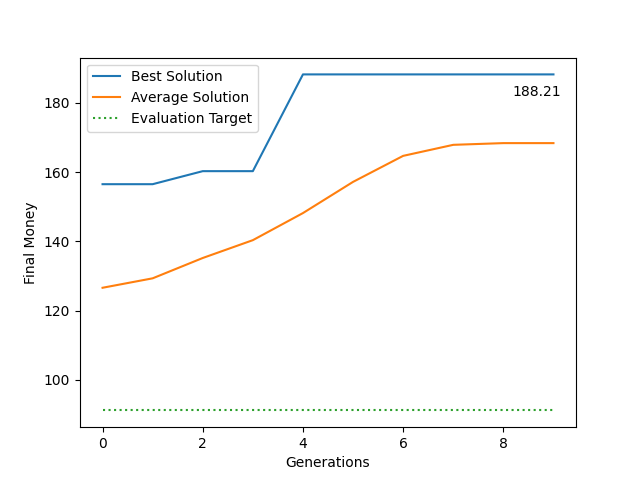 Best Solution
Average Solution
Evaluation Target
188.21
180
160
140
120
100
Final Money
0 2 4 6 8
Generations